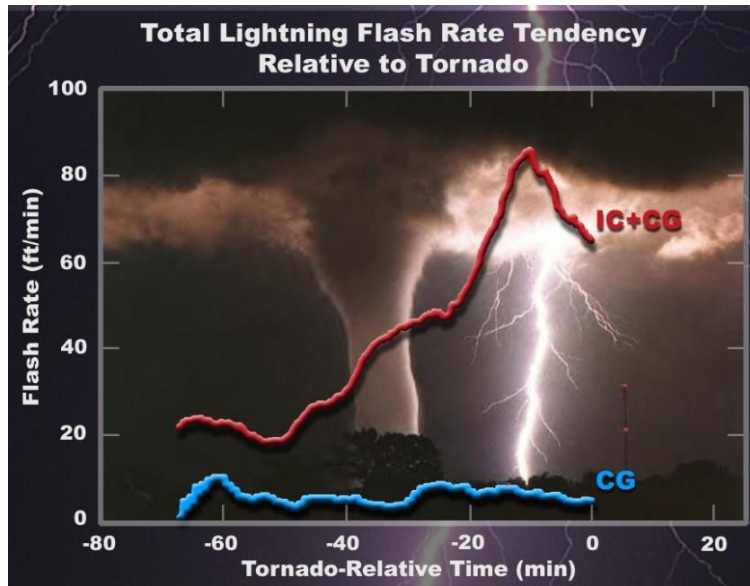 Total Lightning Flash Rate Tendency
Relative to Tornado
100
80
60
40
20
0
Flash Rate (ft/min)
IC+CG
CG
-80
-60
-40
-20
0
20
Tornado-Relative Time (min)